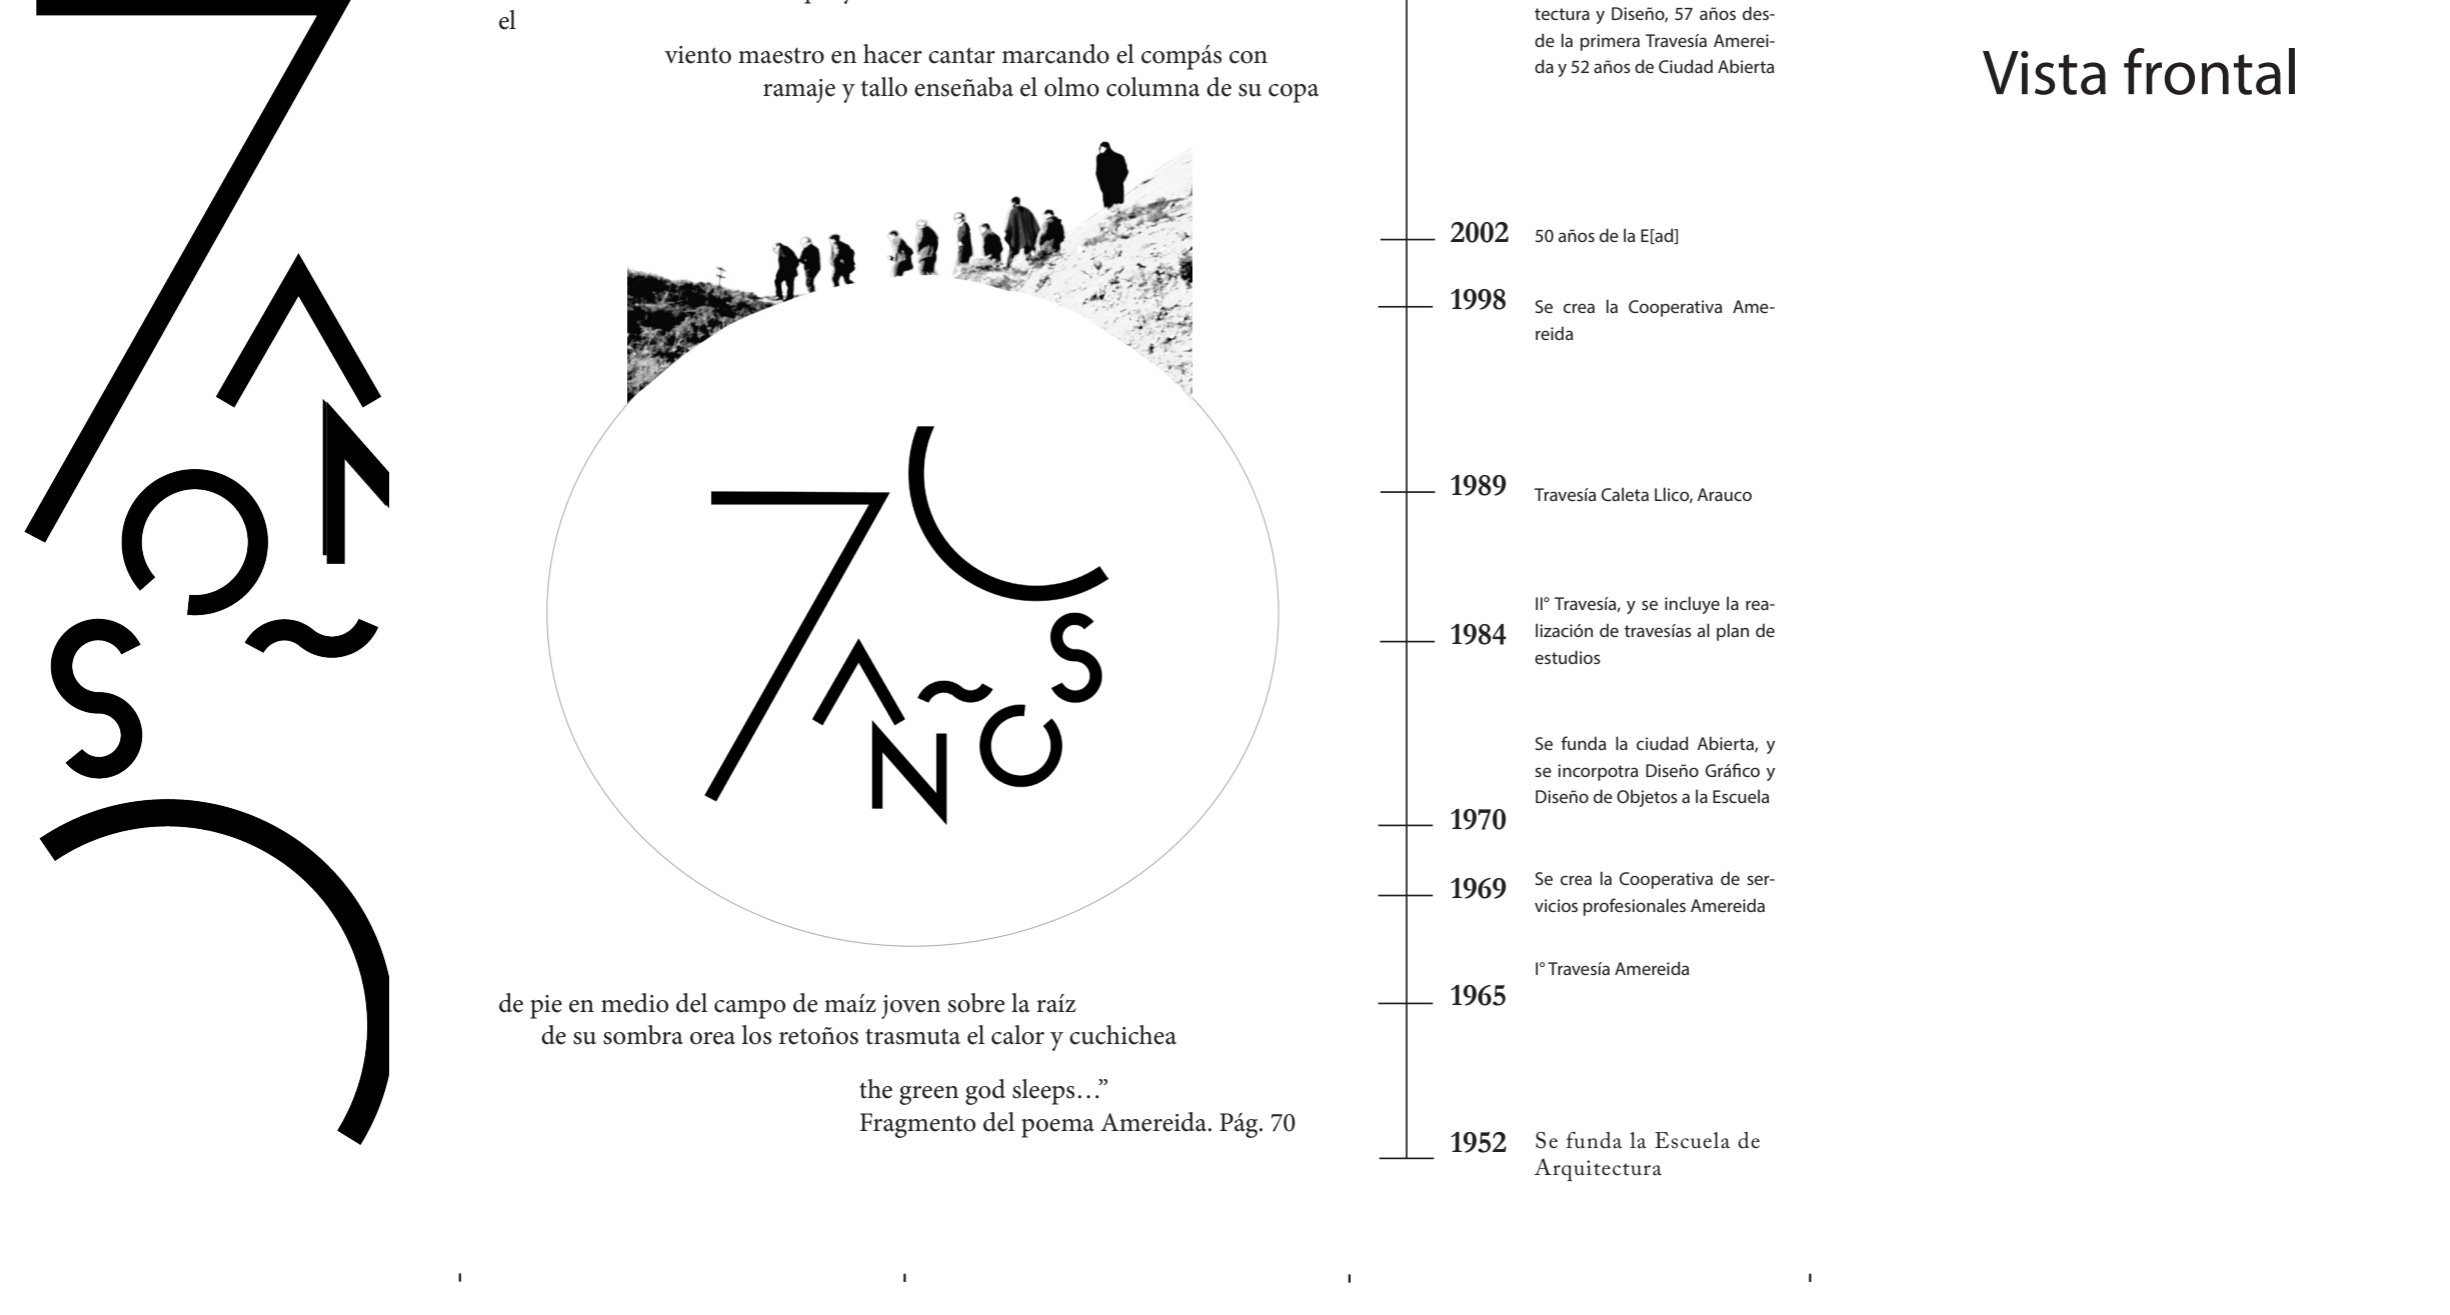 7
A
N
O
~
S
el
viento maestro en hacer cantar marcando el compás con
ramaje y tallo enseñaba el olmo columna de su copa
70
AÑOS
de pie en medio del campo de maíz joven sobre la raíz
de su sombra orea los retoños trasmuta el calor y cuchichea
the green god sleeps…”
Fragmento del poema Amereida. Pág. 70
tectura y Diseño, 57 años des-
de la primera Travesía Amerei-
da y 52 años de Ciudad Abierta
2002 50 años de la E[ad]
1998 Se crea la Cooperativa Ame-
reida
1989 Travesía Caleta Llico, Arauco
II° Travesía, y se incluye la rea-
1984 lización de travesías al plan de
estudios
Se funda la ciudad Abierta, y
se incorpotra Diseño Gráfico y
Diseño de Objetos a la Escuela
1970
1969 Se crea la Cooperativa de ser-
vicios profesionales Amereida
I° Travesía Amereida
1965
1952 Se funda la Escuela de
Arquitectura
Vista frontal